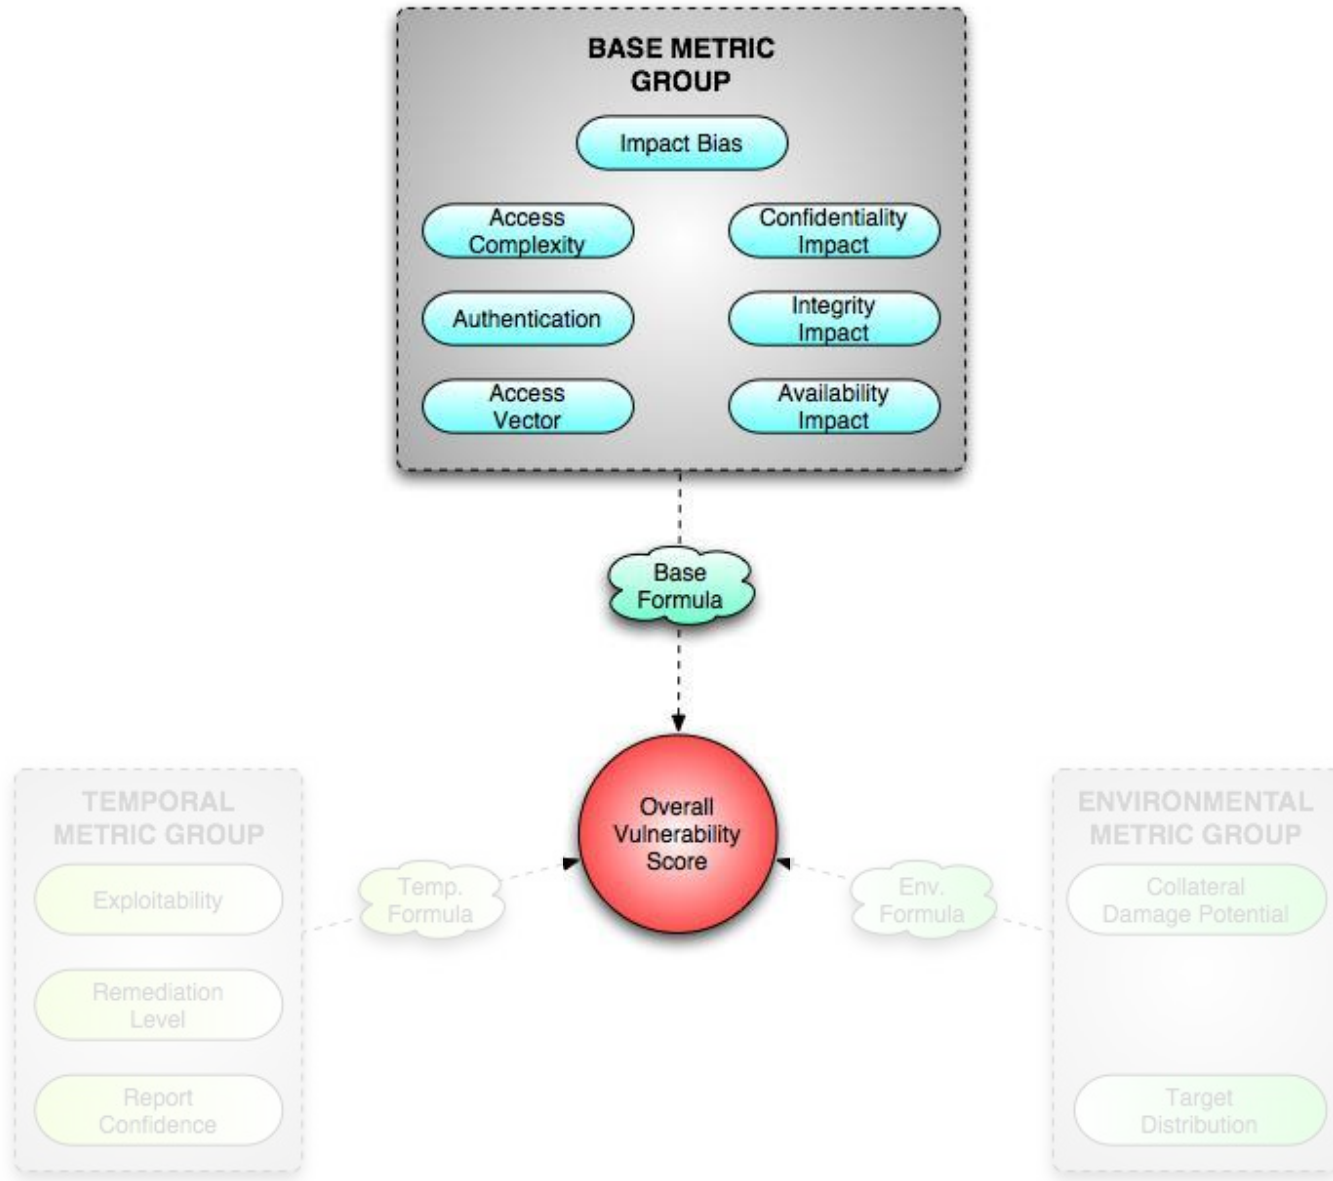 BASE METRIC
GROUP
Impact Bias
Access
Complexity
Confidentiality
Impact
Authentication
Integrity
Impact
Access
Vector
Availability
Impact
Base
Formula
Overall
Vulnerability
Score
TEMPORAL
METRIC GROUP
Exploitability
Remediation
Level
Report
Confidence
Temp.
Formula
Env.
Formula
ENVIRONMENTAL
METRIC GROUP
Collateral
Damage Potential
Target
Distribution